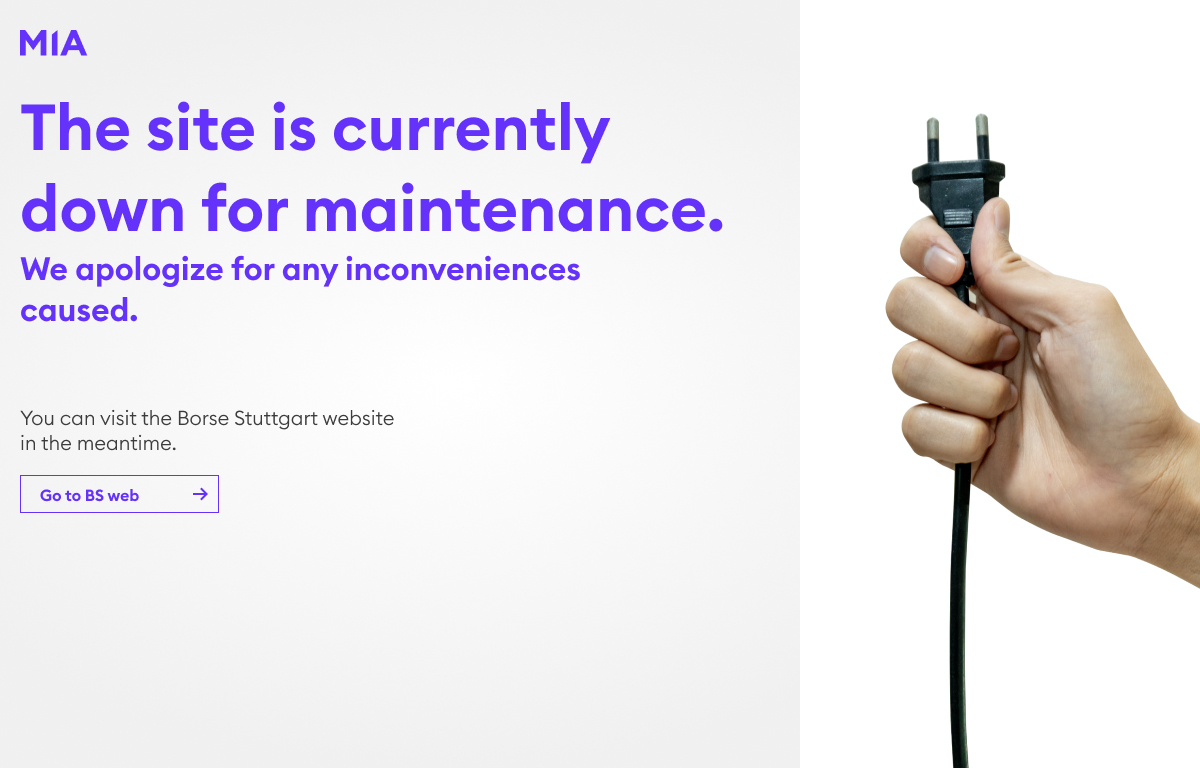 MIA
The site is currently
down for maintenance.
We apologize for any inconveniences
caused.
You can visit the Borse Stuttgart website
in the meantime.
Go to BS web